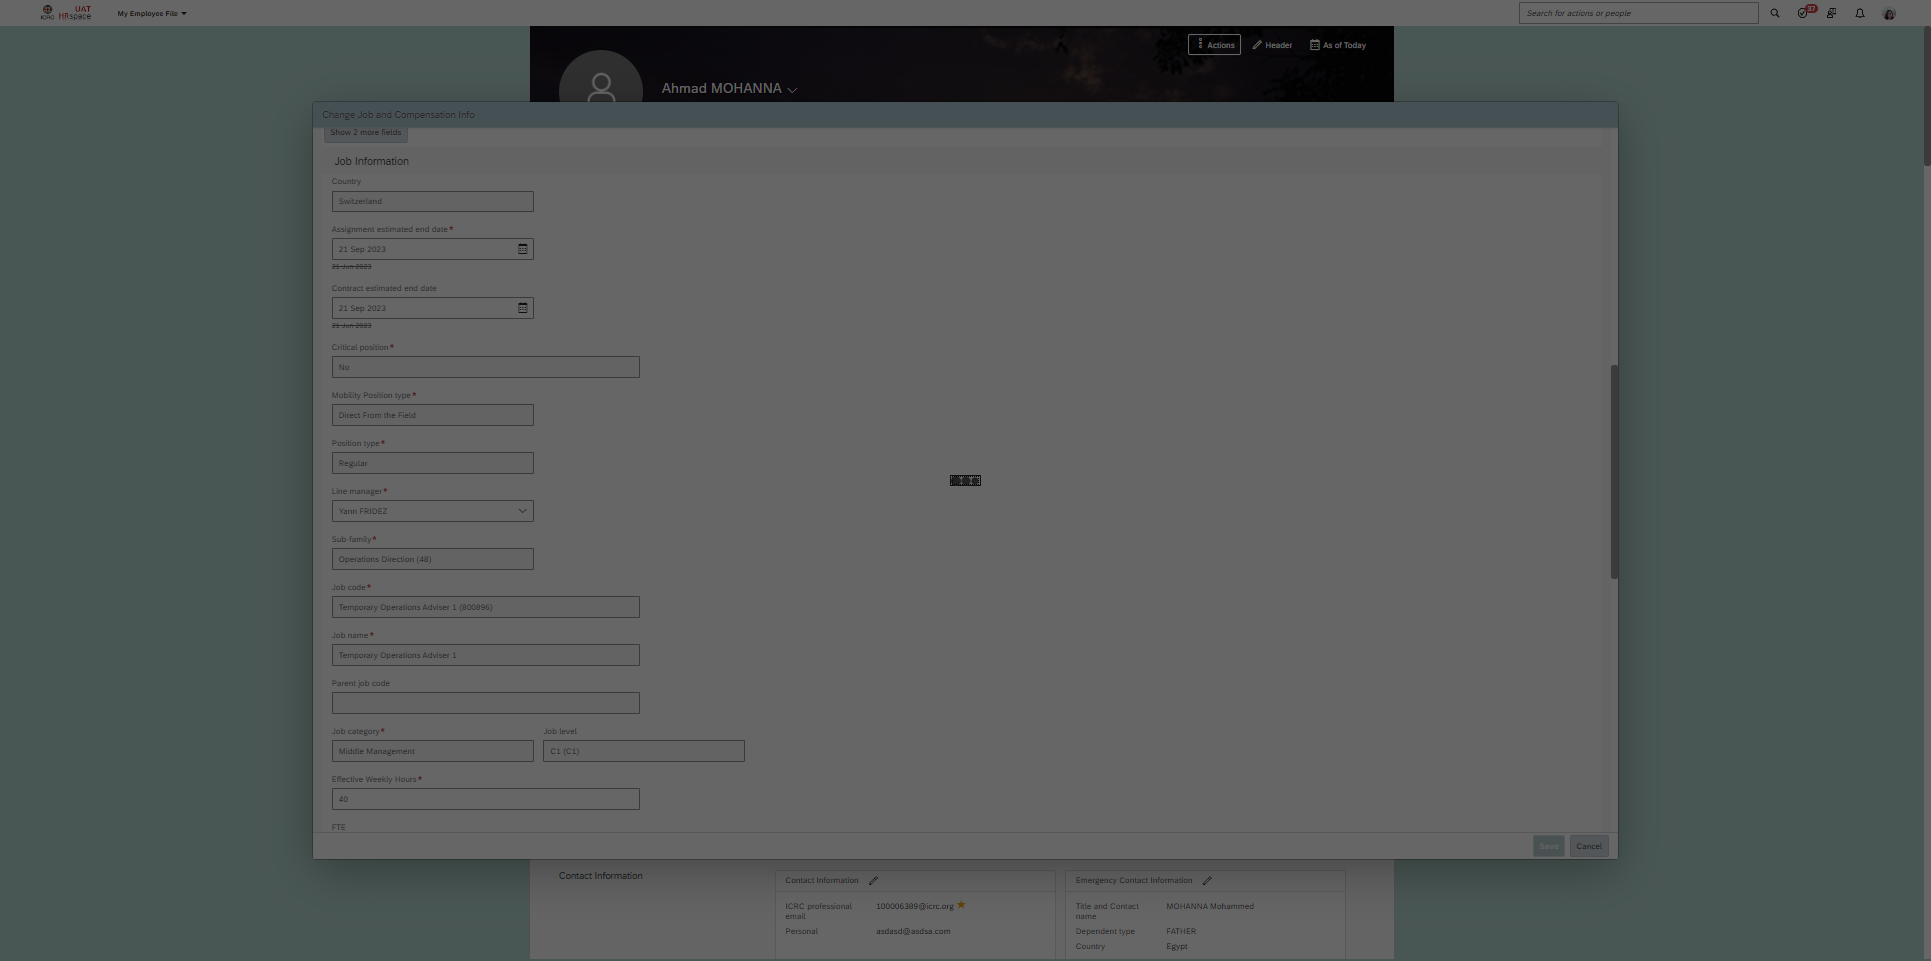 ICRC
UAT
HRspace
My Employee File
Search for actions or people
37
Actions
Header
As of Today
Ahmad MOHANNA
Change Job and Compensation Info
Show 2 more fields
Job Information
Country
Switzerland
Assignment estimated end date*
21 Sep 2023
21 Jun 2023
Contract estimated end date
21 Sep 2023
21 Jun 2023
Critical position*
No
Mobility Position type*
Direct From the Field
Position type*
Regular
Line manager*
Yann FRIDEZ
Sub-family*
Operations Direction (48)
Job code*
Temporary Operations Adviser 1 (800896)
Job name*
Temporary Operations Adviser 1
Parent job code
Job category* Job level
Middle Management C1 (C1)
Effective Weekly Hours*
40
FTE
Save Cancel
Contact Information
Contact Information
ICRC professional email 100006389@icrc.org
Personal asdasd@asdsa.com
Emergency Contact Information
Title and Contact name MOHANNA Mohammed
Dependent type FATHER
Country Egypt